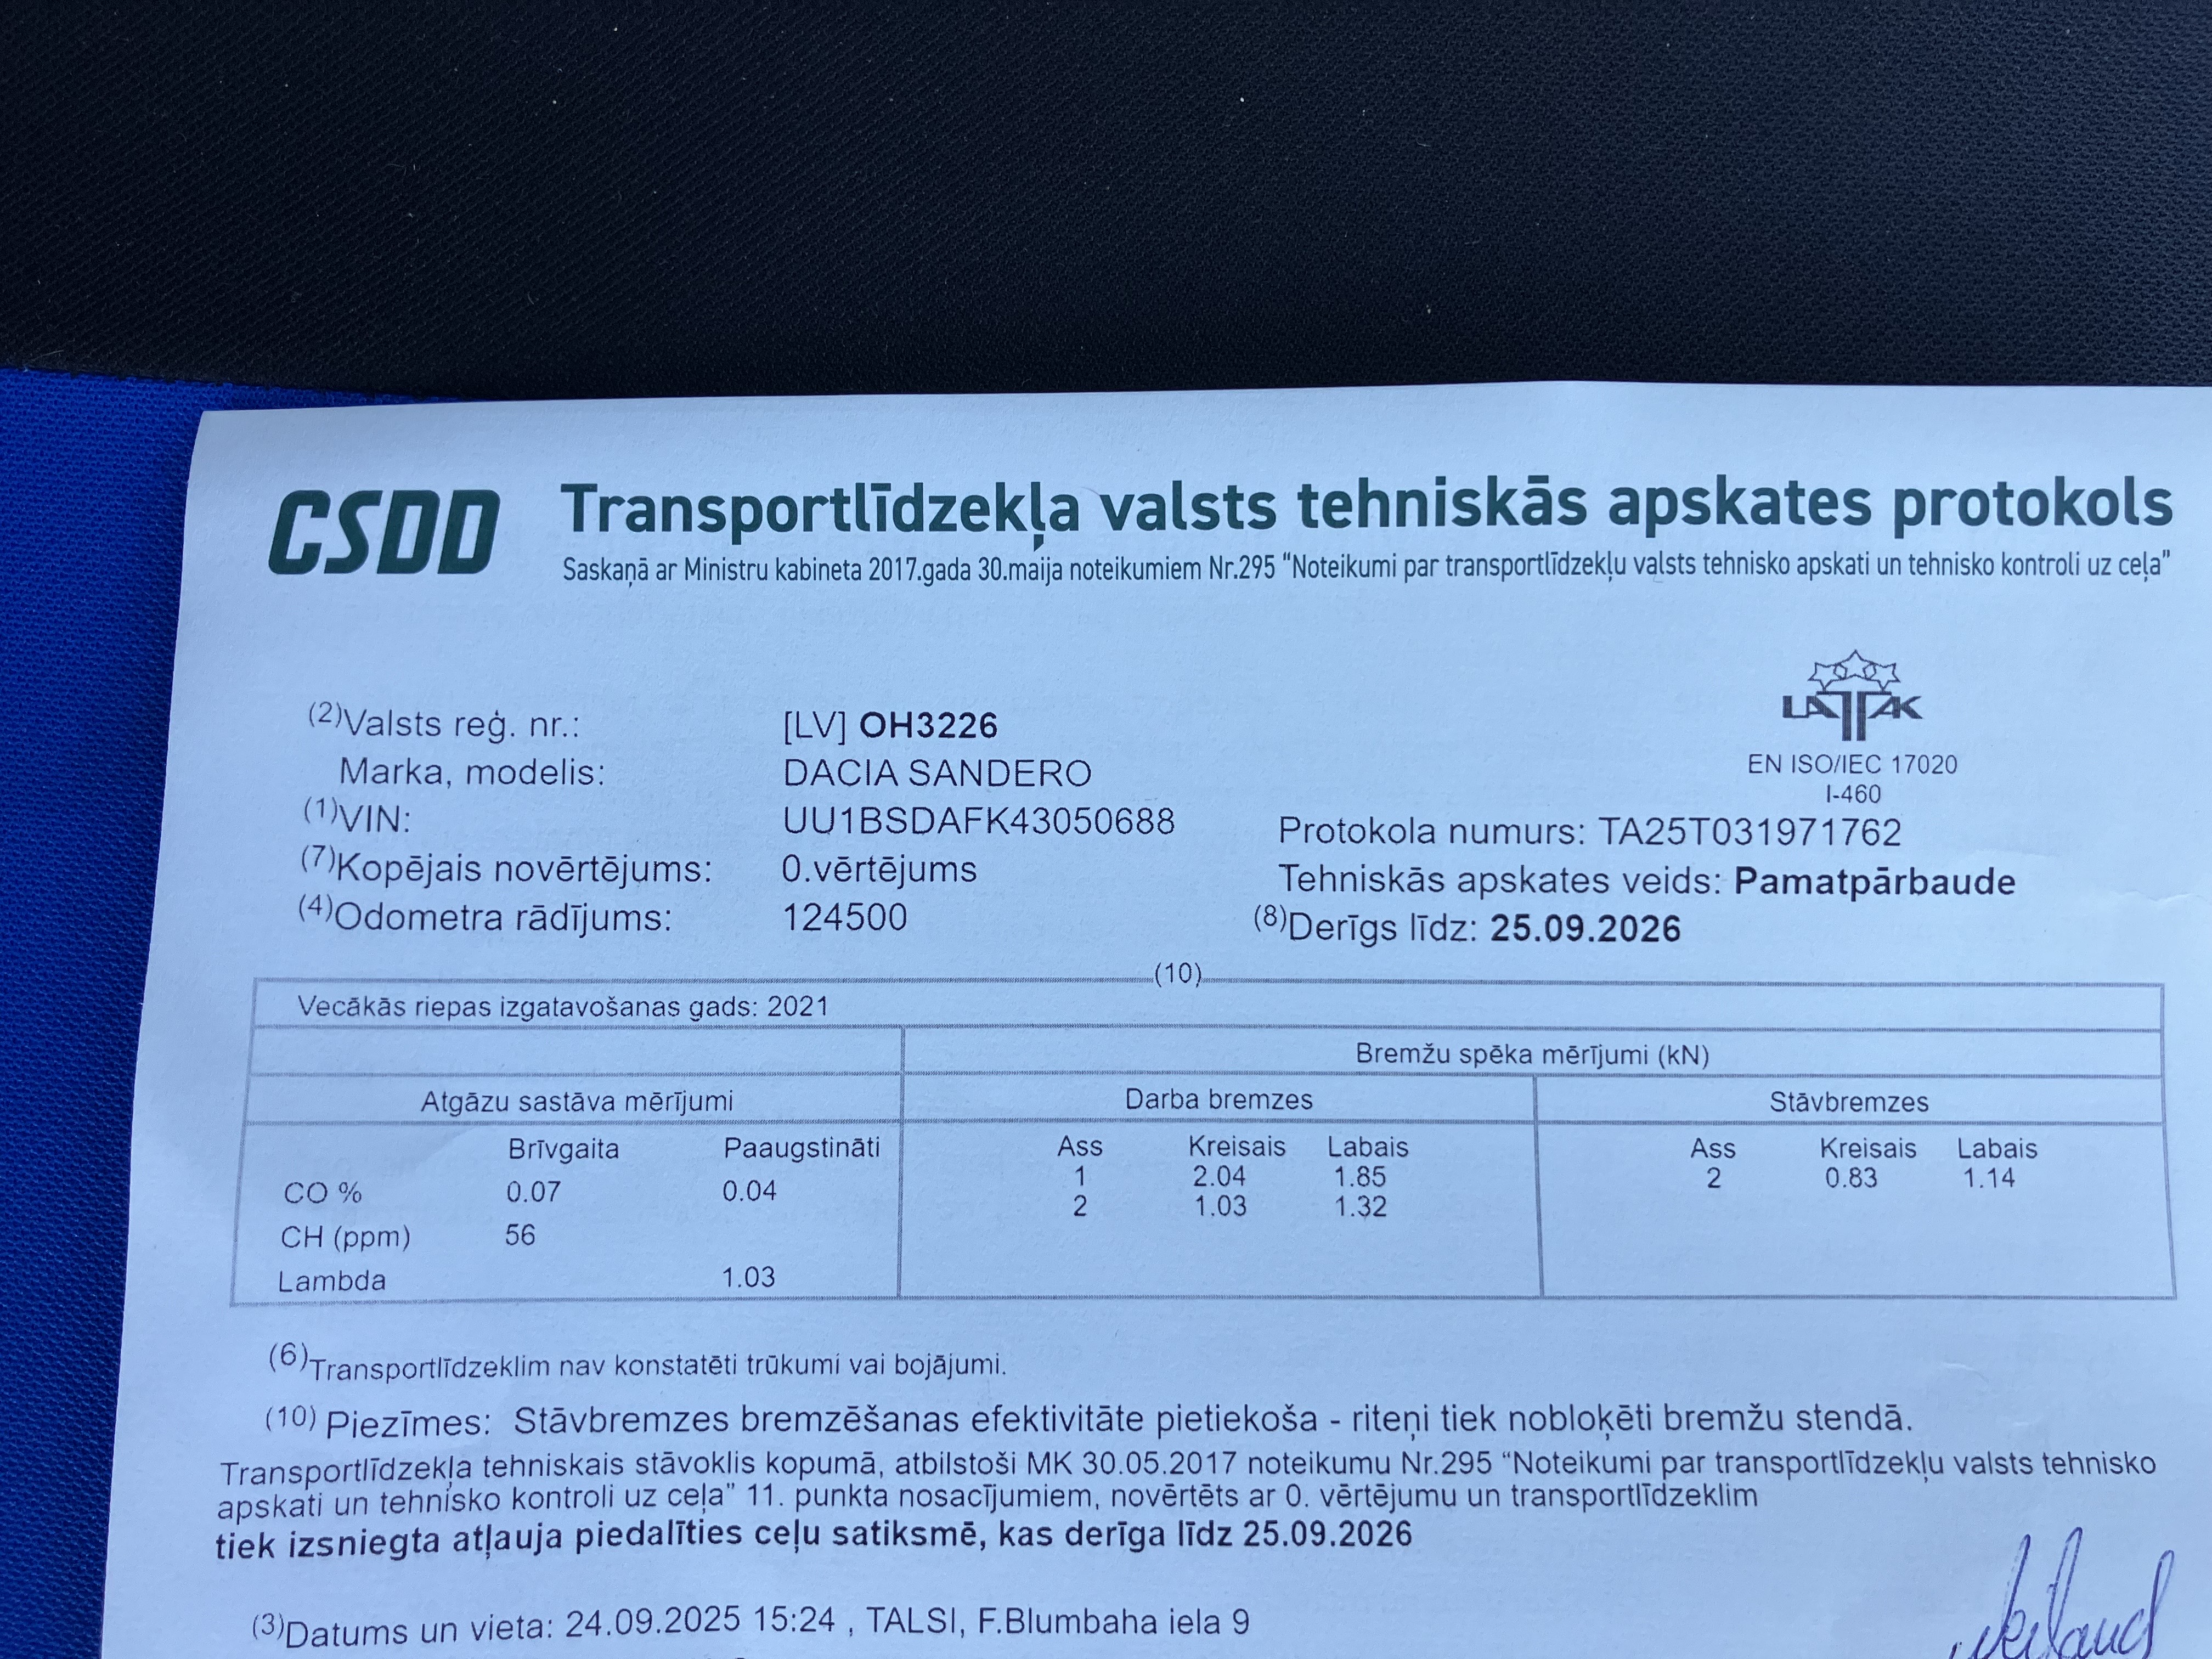 CSDD Transportlīdzekļa valsts tehniskās apskates protokols
Saskaņā ar Ministru kabineta 2017.gada 30.maija noteikumiem Nr.295 "Noteikumi par transportlīdzekļu valsts tehnisko apskati un tehnisko kontroli uz ceļa"
LATAK
EN ISO/IEC 17020
I-460
(2)Valsts reģ. nr.: [LV] OH3226
Marka, modelis: DACIA SANDERO
(1)VIN: UU1BSDAFK43050688 Protokola numurs: TA25T031971762
(7)Kopējais novērtējums: 0.vērtējums Tehniskās apskates veids: Pamatpārbaude
(4)Odometra rādījums: 124500 (8)Derīgs līdz: 25.09.2026
(10)
Vecākās riepas izgatavošanas gads: 2021
Bremžu spēka mērījumi (kN)
Atgāzu sastāva mērījumi Darba bremzes Stāvbremzes
Brīvgaita Paaugstināti Ass Kreisais Labais Ass Kreisais Labais
CO % 0.07 0.04 1 2.04 1.85 2 0.83 1.14
2 1.03 1.32
CH (ppm) 56
Lambda 1.03
(6)Transportlīdzeklim nav konstatēti trūkumi vai bojājumi.
(10) Piezīmes: Stāvbremzes bremzēšanas efektivitāte pietiekoša - riteņi tiek nobloķēti bremžu stendā.
Transportlīdzekļa tehniskais stāvoklis kopumā, atbilstoši MK 30.05.2017 noteikumu Nr.295 "Noteikumi par transportlīdzekļu valsts tehnisko
apskati un tehnisko kontroli uz ceļa" 11. punkta nosacījumiem, novērtēts ar 0. vērtējumu un transportlīdzeklim
tiek izsniegta atļauja piedalīties ceļu satiksmē, kas derīga līdz 25.09.2026
(3)Datums un vieta: 24.09.2025 15:24 , TALSI, F.Blumbaha iela 9